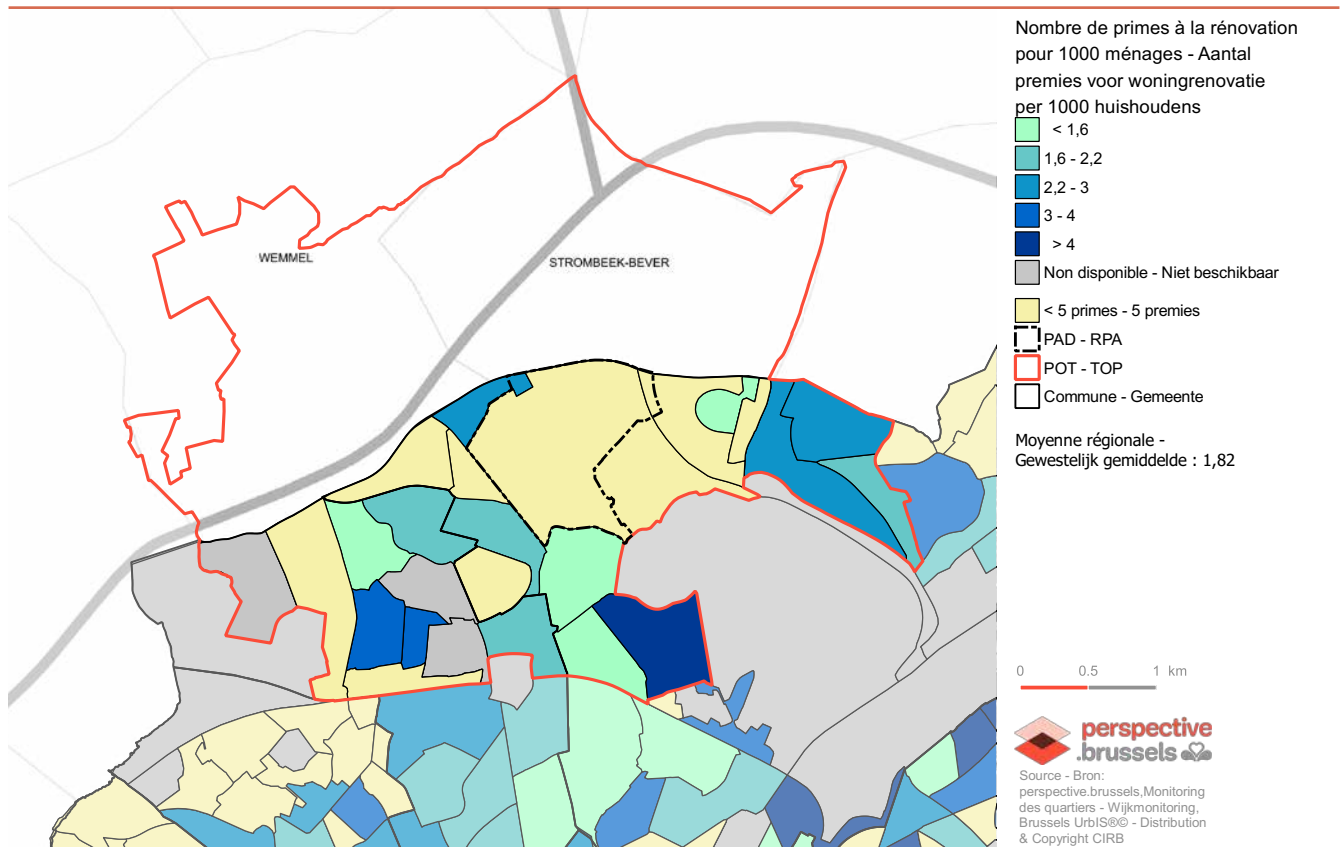 Nombre de primes à la rénovation
pour 1000 ménages - Aantal
premies voor woningrenovatie
per 1000 huishoudens
< 1,6
1,6 - 2,2
2,2 - 3
3 - 4
> 4
Non disponible - Niet beschikbaar
< 5 primes - 5 premies
PAD - RPA
POT - TOP
Commune - Gemeente
Moyenne régionale -
Gewestelijk gemiddelde : 1,82
WEMMEL
STROMBEEK-BEVER
0 0.5 1 km
perspective
.brussels
Source - Bron:
perspective.brussels,Monitoring
des quartiers - Wijkmonitoring,
Brussels UrbIS®© - Distribution
& Copyright CIRB